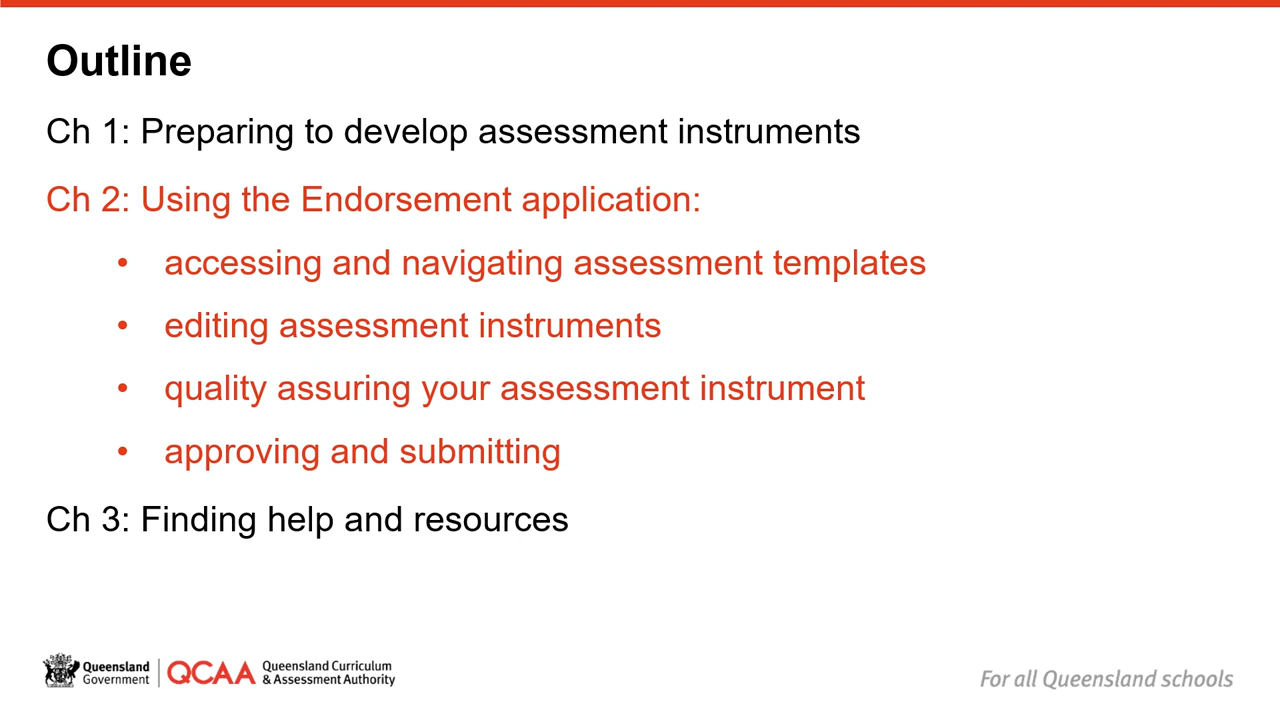 Outline
Ch 1: Preparing to develop assessment instruments
Ch 2: Using the Endorsement application:
• accessing and navigating assessment templates
• editing assessment instruments
• quality assuring your assessment instrument
• approving and submitting
Ch 3: Finding help and resources
Queensland
Government
QCAA
Queensland Curriculum
& Assessment Authority
For all Queensland schools